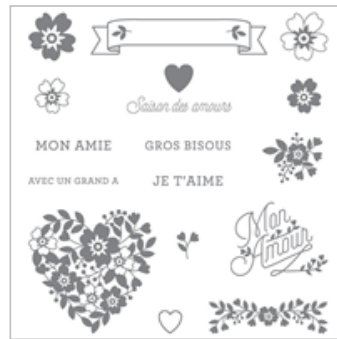 Saison des amours
MON AMIE
GROS BISOUS
AVEC UN GRAND A
JE T'AIME
Mon
Amour